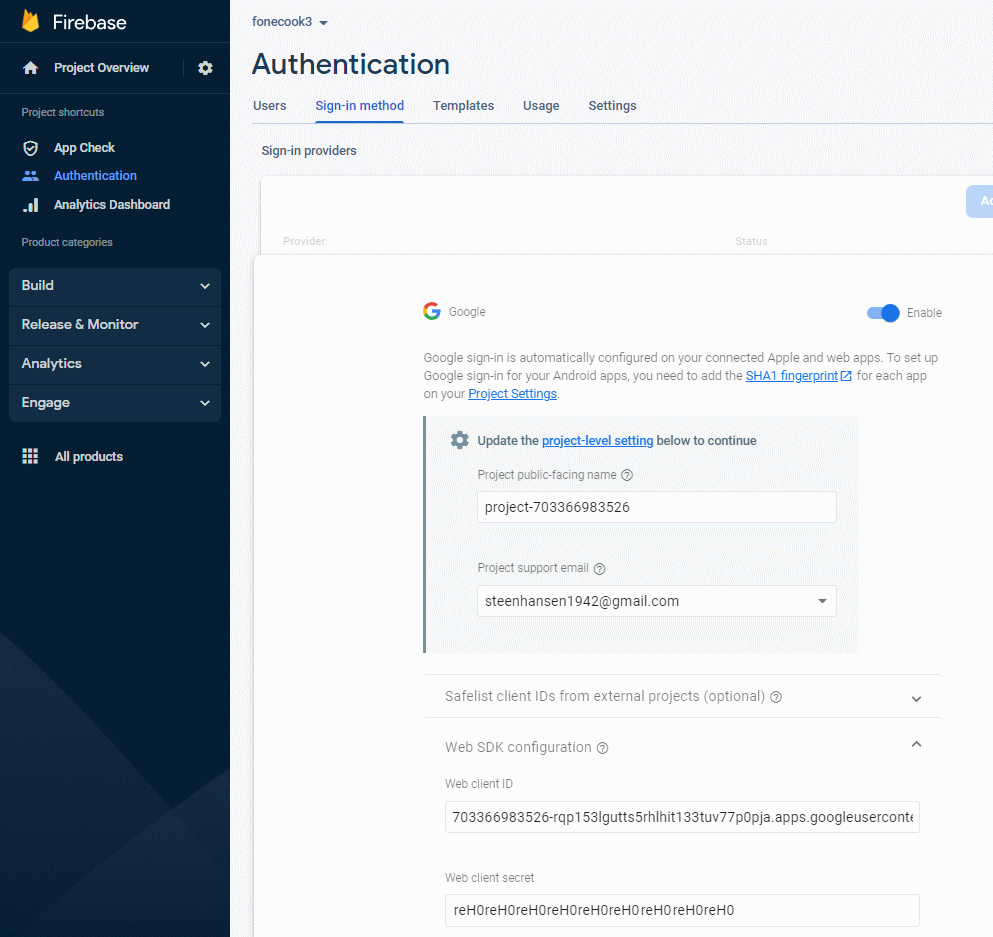 Firebase
Project Overview
Project shortcuts
App Check
Authentication
Analytics Dashboard
Product categories
Build
Release & Monitor
Analytics
Engage
All products
fonecook3
Authentication
Users Sign-in method Templates Usage Settings
Sign-in providers
Provider Status
Google Enable
Google sign-in is automatically configured on your connected Apple and web apps. To set up
Google sign-in for your Android apps, you need to add the SHA1 fingerprint for each app
on your Project Settings.
Update the project-level setting below to continue
Project public-facing name
project-703366983526
Project support email
steenhansen1942@gmail.com
Safelist client IDs from external projects (optional)
Web SDK configuration
Web client ID
703366983526-rqp153lgutts5rhlhit133tuv77p0pja.apps.googleuserconte
Web client secret
reH0reH0reH0reH0reH0reH0reH0reH0reH0